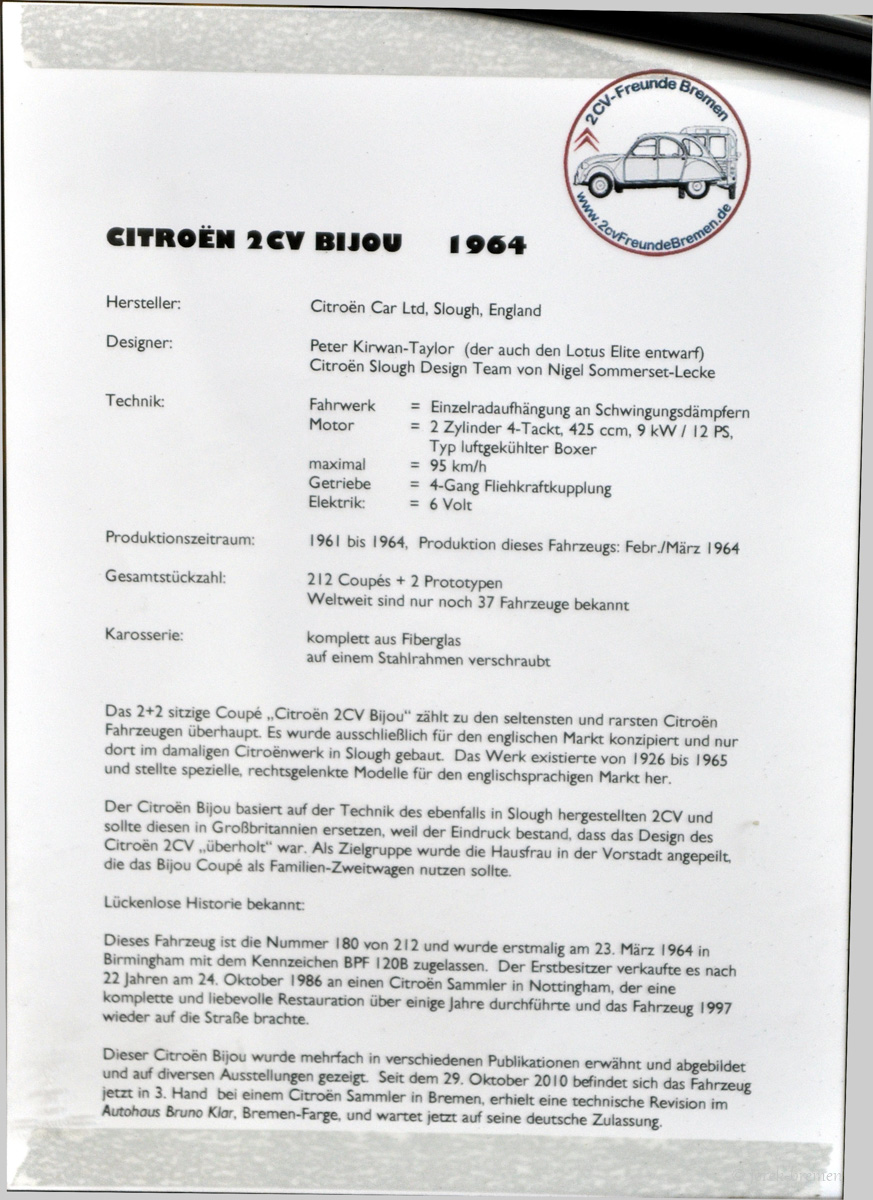 2CV-Freunde Bremen
www.2cvFreundeBremen.de
CITROËN 2CV BIJOU 1964
Hersteller: Citroën Car Ltd, Slough, England
Designer: Peter Kirwan-Taylor (der auch den Lotus Elite entwarf)
Citroën Slough Design Team von Nigel Sommerset-Lecke
Technik: Fahrwerk = Einzelradaufhängung an Schwingungsdämpfern
Motor = 2 Zylinder 4-Tackt, 425 ccm, 9 kW / 12 PS,
Typ luftgekühlter Boxer
maximal = 95 km/h
Getriebe = 4-Gang Fliehkraftkupplung
Elektrik: = 6 Volt
Produktionszeitraum: 1961 bis 1964, Produktion dieses Fahrzeugs: Febr./März 1964
Gesamtstückzahl: 212 Coupés + 2 Prototypen
Weltweit sind nur noch 37 Fahrzeuge bekannt
Karosserie: komplett aus Fiberglas
auf einem Stahlrahmen verschraubt
Das 2+2 sitzige Coupé „Citroën 2CV Bijou“ zählt zu den seltensten und rarsten Citroën
Fahrzeugen überhaupt. Es wurde ausschließlich für den englischen Markt konzipiert und nur
dort im damaligen Citroënwerk in Slough gebaut. Das Werk existierte von 1926 bis 1965
und stellte spezielle, rechtsgelenkte Modelle für den englischsprachigen Markt her.
Der Citroën Bijou basiert auf der Technik des ebenfalls in Slough hergestellten 2CV und
sollte diesen in Großbritannien ersetzen, weil der Eindruck bestand, dass das Design des
Citroën 2CV „überholt“ war. Als Zielgruppe wurde die Hausfrau in der Vorstadt angepeilt,
die das Bijou Coupé als Familien-Zweitwagen nutzen sollte.
Lückenlose Historie bekannt:
Dieses Fahrzeug ist die Nummer 180 von 212 und wurde erstmalig am 23. März 1964 in
Birmingham mit dem Kennzeichen BPF 120B zugelassen. Der Erstbesitzer verkaufte es nach
22 Jahren am 24. Oktober 1986 an einen Citroën Sammler in Nottingham, der eine
komplette und liebevolle Restauration über einige Jahre durchführte und das Fahrzeug 1997
wieder auf die Straße brachte.
Dieser Citroën Bijou wurde mehrfach in verschiedenen Publikationen erwähnt und abgebildet
und auf diversen Ausstellungen gezeigt. Seit dem 29. Oktober 2010 befindet sich das Fahrzeug
jetzt in 3. Hand bei einem Citroën Sammler in Bremen, erhielt eine technische Revision im
Autohaus Bruno Klar, Bremen-Farge, und wartet jetzt auf seine deutsche Zulassung.